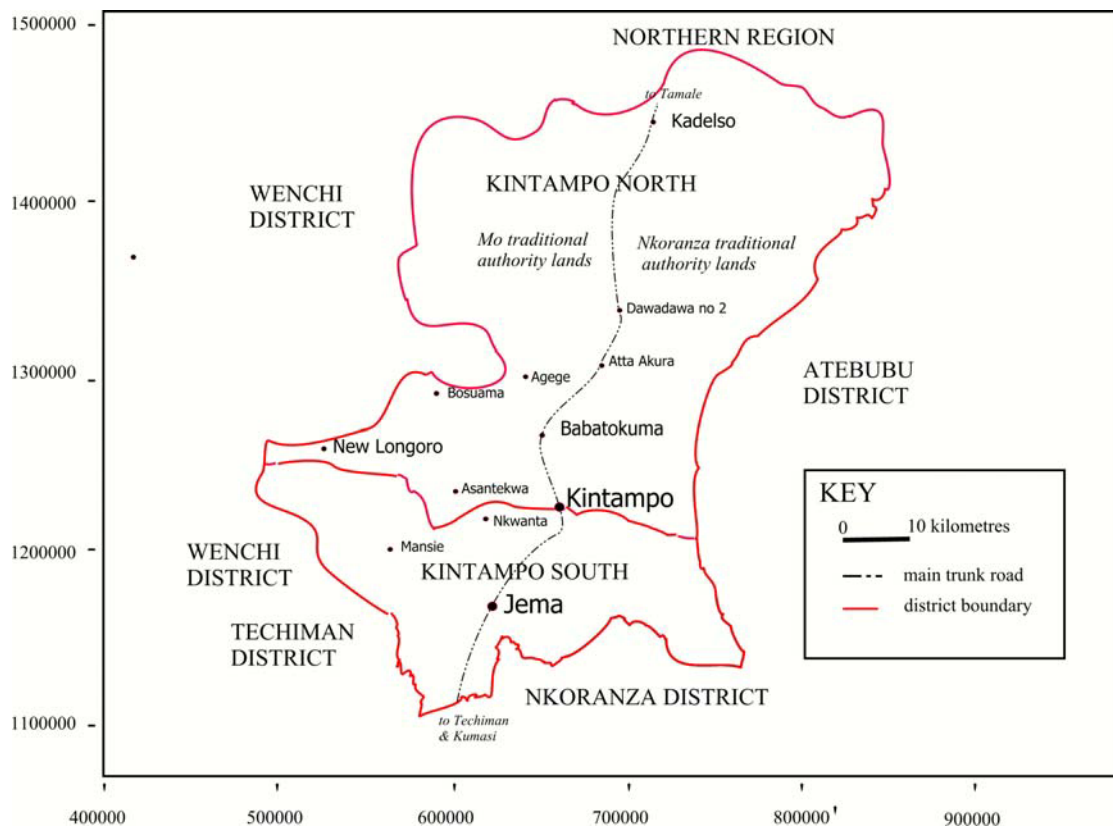 1500000
NORTHERN REGION
to Tamale
Kadelso
KINTAMPO NORTH
WENCHI
DISTRICT
1400000
Mo traditional
authority lands
Nkoranza traditional
authority lands
Dawadawa no 2
Atta Akura
ATEBUBU
DISTRICT
1300000
Agege
Bosuama
Babatokuma
New Longoro
Asantekwa
Kintampo
Nkwanta
1200000
Mansie
WENCHI
DISTRICT
KINTAMPO SOUTH
Jema
TECHIMAN
DISTRICT
NKORANZA DISTRICT
1100000
to Techiman
& Kumasi
KEY
0 10 kilometres
main trunk road
district boundary
400000 500000 600000 700000 800000 900000